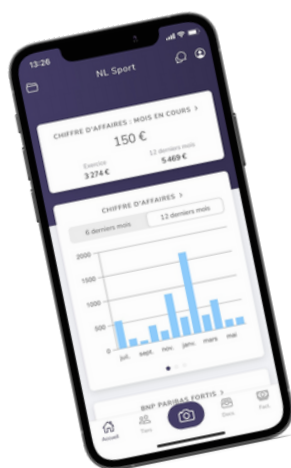 13:26
NL Sport
CHIFFRE D'AFFAIRES : MOIS EN COURS >
150 €
Exercice
3 274 €
12 derniers mois
5 469 €
CHIFFRE D'AFFAIRES >
6 derniers mois
12 derniers mois
2000
1500
1000
500
0
juil. sept. nov. janv. mars mai
BNP PARIBAS FORTIS >
Accueil
Tiers
Docs